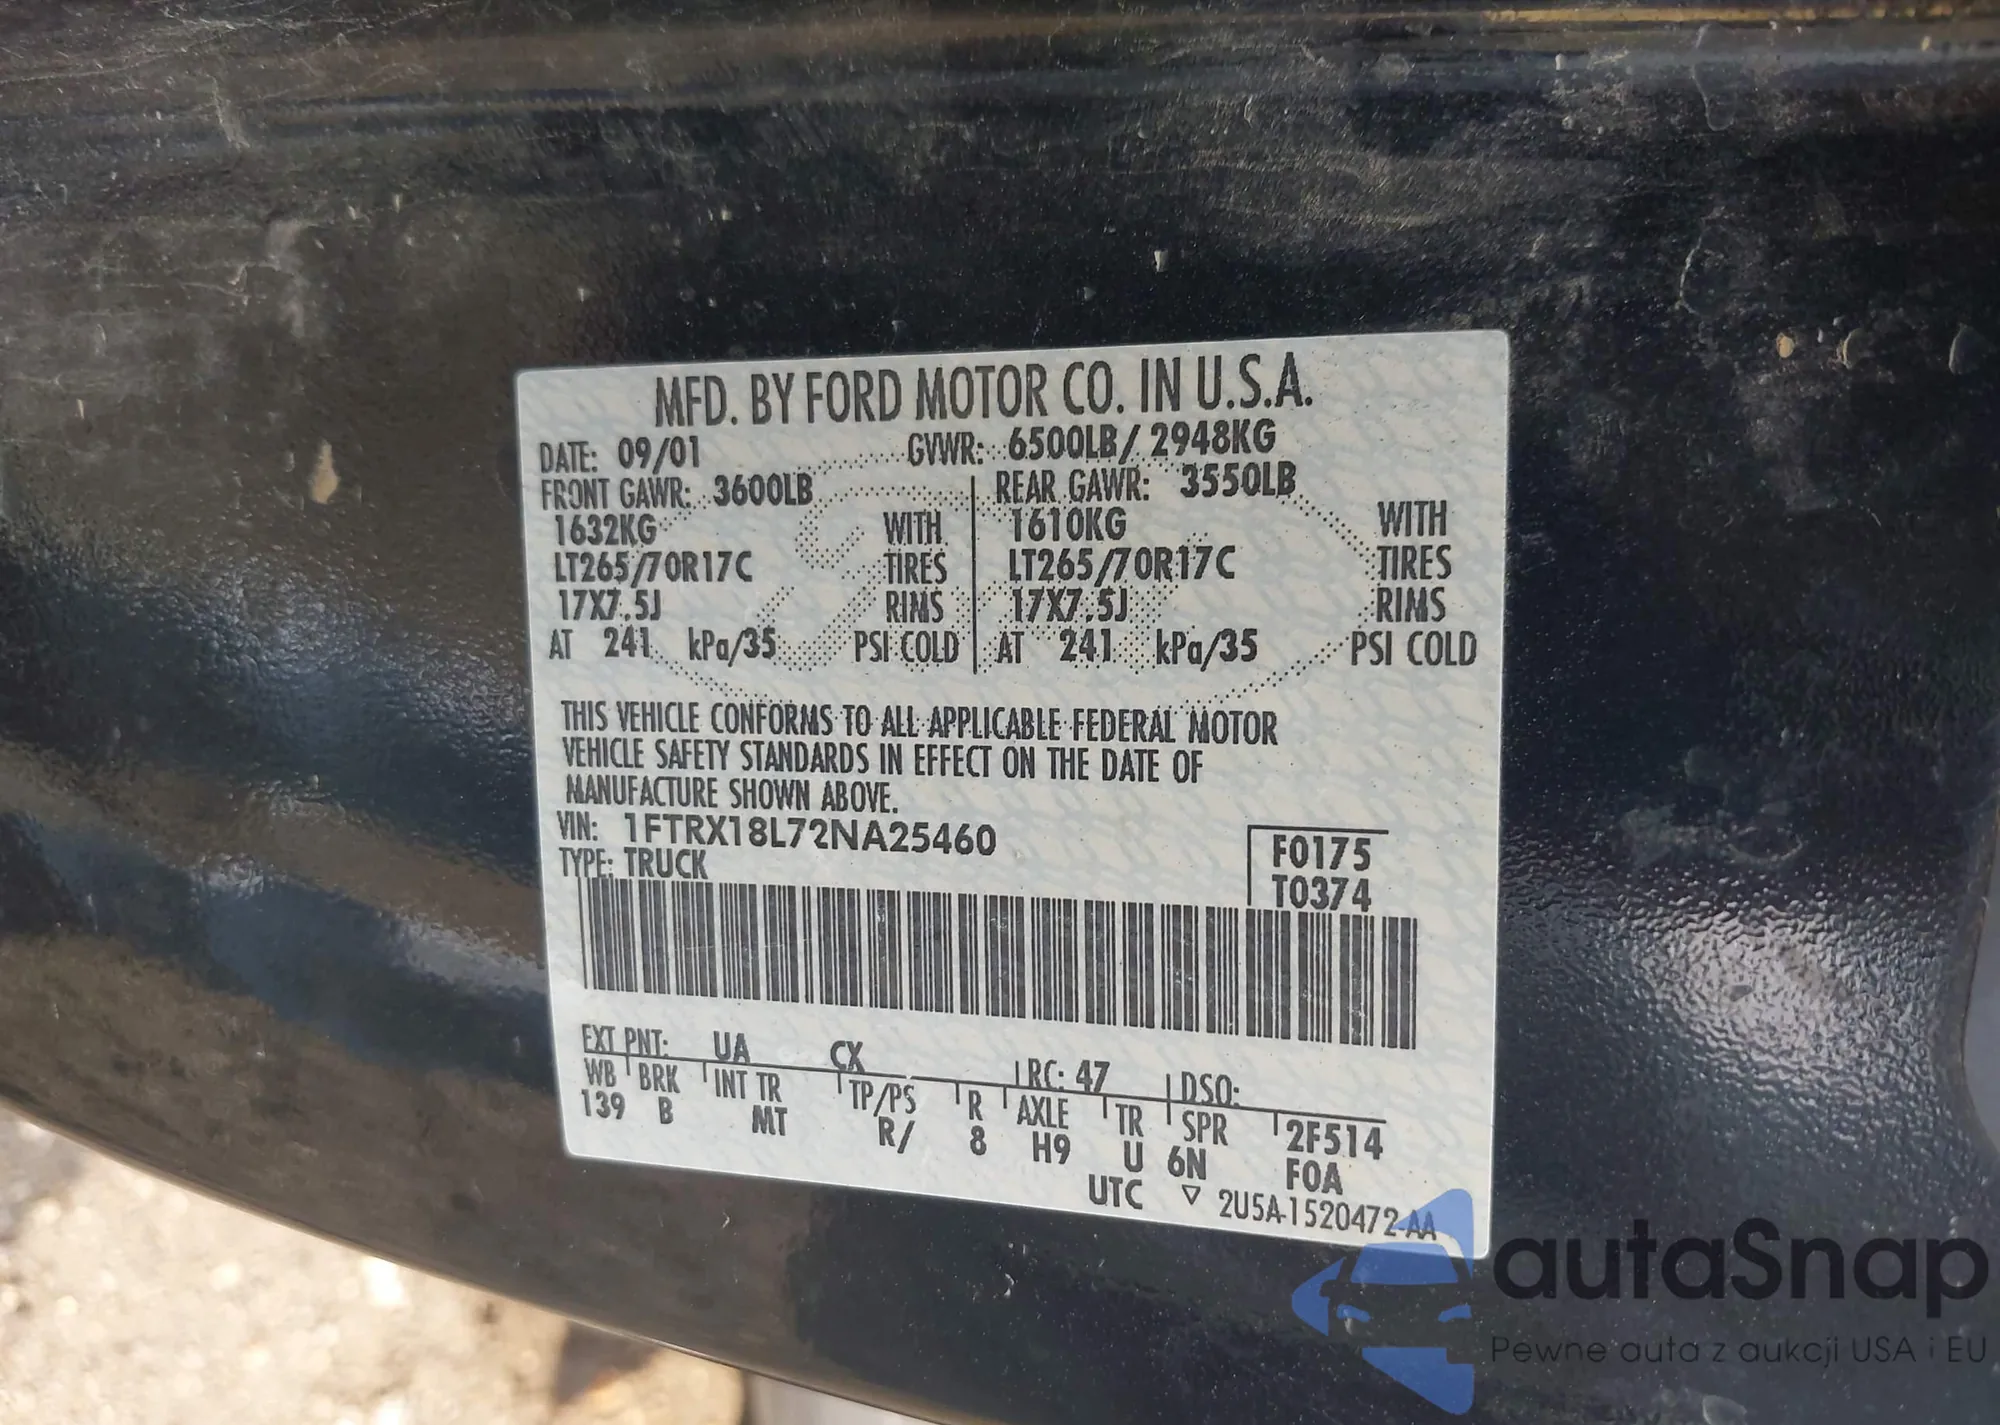 MFD. BY FORD MOTOR CO. IN U.S.A.
DATE: 09/01 GVWR: 6500LB/ 2948KG
FRONT GAWR: 3600LB REAR GAWR: 3550LB
1632KG WITH 1610KG WITH
LT265/70R17C TIRES LT265/70R17C TIRES
17X7.5J RIMS 17X7.5J RIMS
AT 241 kPa/35 PSI COLD AT 241 kPa/35 PSI COLD
THIS VEHICLE CONFORMS TO ALL APPLICABLE FEDERAL MOTOR
VEHICLE SAFETY STANDARDS IN EFFECT ON THE DATE OF
MANUFACTURE SHOWN ABOVE.
VIN: 1FTRX18L72NA25460 F0175
TYPE: TRUCK T0374
EXT PNT: UA CX RC: 47 DSO:
WB BRK INT TR TP/PS R AXLE TR SPR 2F514
139 B MT R/ 8 H9 U 6N F0A
UTC ▽ 2U5A-1520472-AA
autaSnap
Pewne auta z aukcji USA i EU